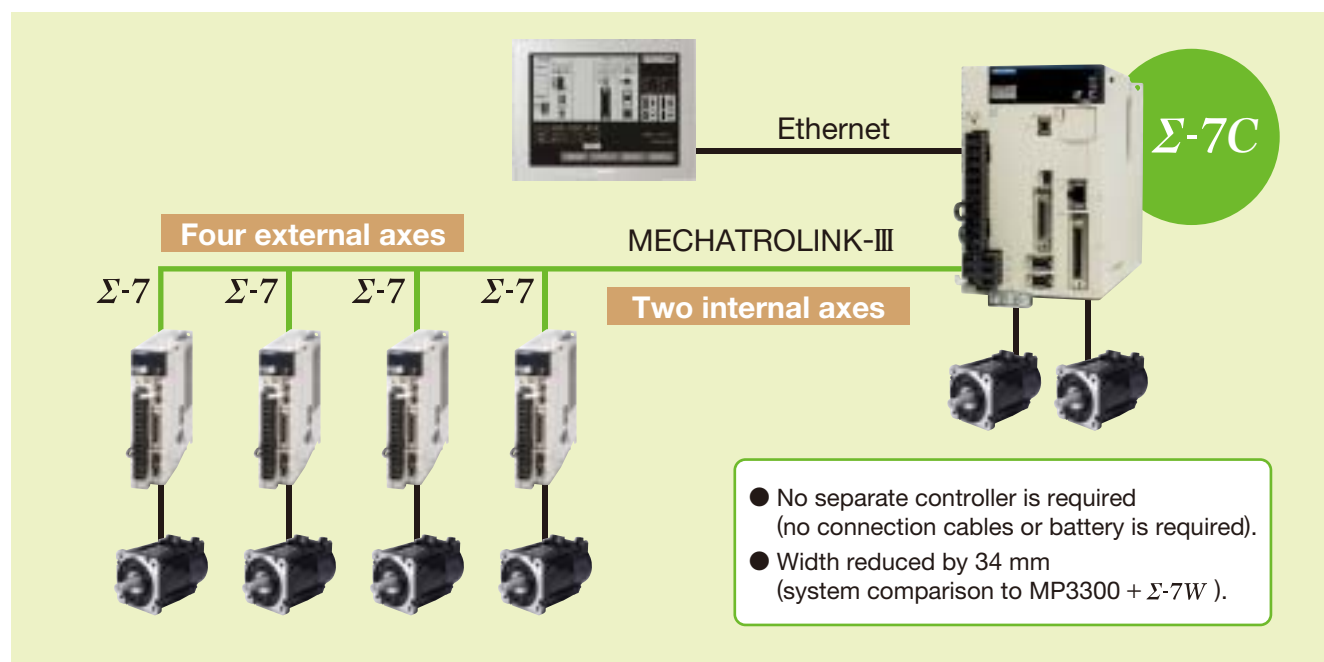 Ethernet
Σ-7C
Four external axes
MECHATROLINK-Ⅲ
Σ-7
Σ-7
Σ-7
Σ-7
Two internal axes
● No separate controller is required
(no connection cables or battery is required).
● Width reduced by 34 mm
(system comparison to MP3300 + Σ-7W ).